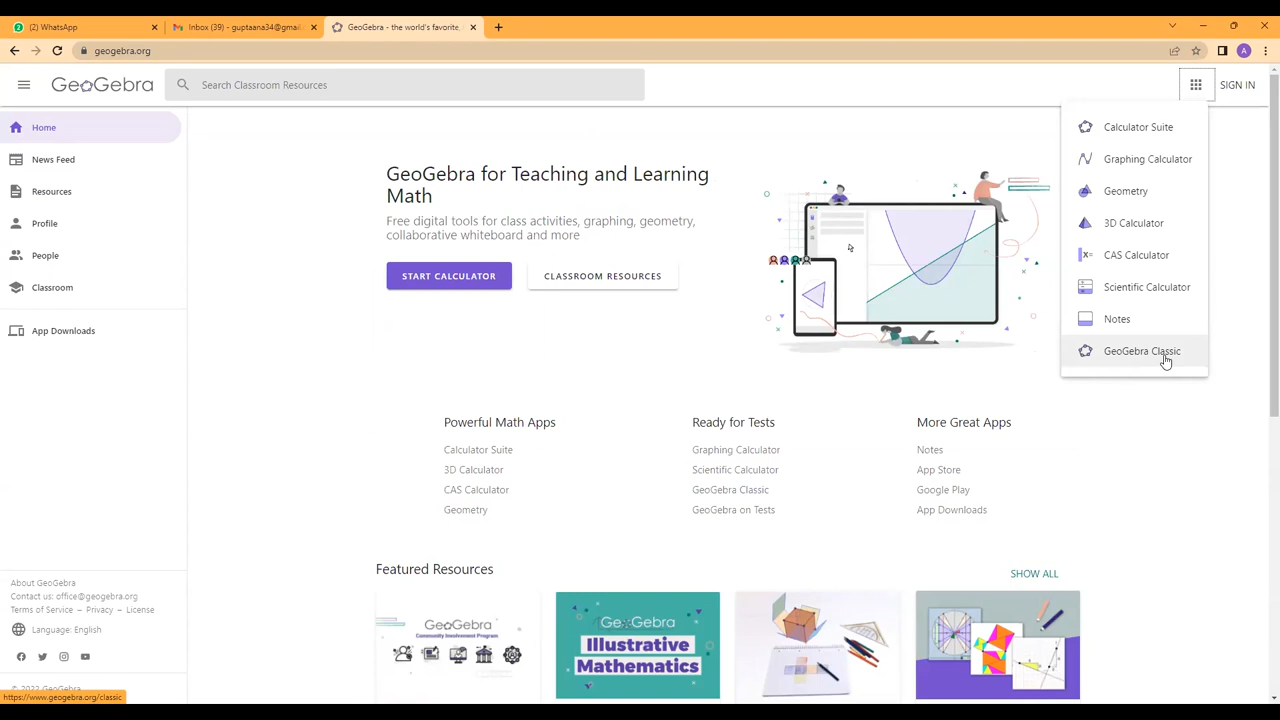 (2) WhatsApp
Inbox (39) - guptaana34@gmail.
GeoGebra - the world's favorite,
geogebra.org
GeoGebra
Search Classroom Resources
SIGN IN
Home
News Feed
Resources
Profile
People
Classroom
App Downloads
GeoGebra for Teaching and Learning
Math
Free digital tools for class activities, graphing, geometry,
collaborative whiteboard and more
START CALCULATOR
CLASSROOM RESOURCES
Calculator Suite
Graphing Calculator
Geometry
3D Calculator
CAS Calculator
Scientific Calculator
Notes
GeoGebra Classic
Powerful Math Apps
Calculator Suite
3D Calculator
CAS Calculator
Geometry
Ready for Tests
Graphing Calculator
Scientific Calculator
GeoGebra Classic
GeoGebra on Tests
More Great Apps
Notes
App Store
Google Play
App Downloads
Featured Resources
SHOW ALL
GeoGebra
Community Involvement Program
GeoGebra
Illustrative
Mathematics
About GeoGebra
Contact us: office@geogebra.org
Terms of Service – Privacy – License
Language: English
© 2022 GeoGebra
https://www.geogebra.org/classic